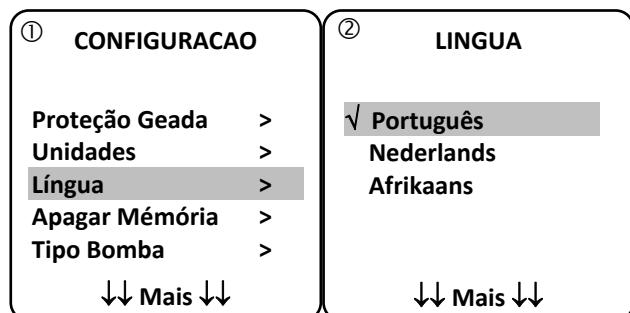 ① CONFIGURACAO
Proteção Geada >
Unidades >
Língua >
Apagar Mémória >
Tipo Bomba >
↓↓ Mais ↓↓
② LINGUA
√ Português
Nederlands
Afrikaans
↓↓ Mais ↓↓